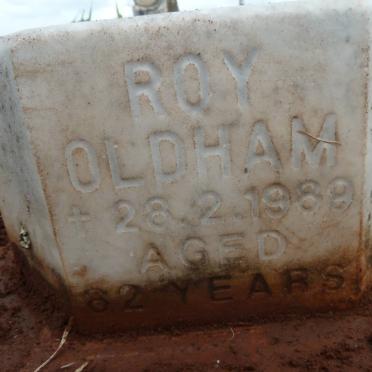 ROY
OLDHAM
+ 28.2.1989
AGED
62 YEARS